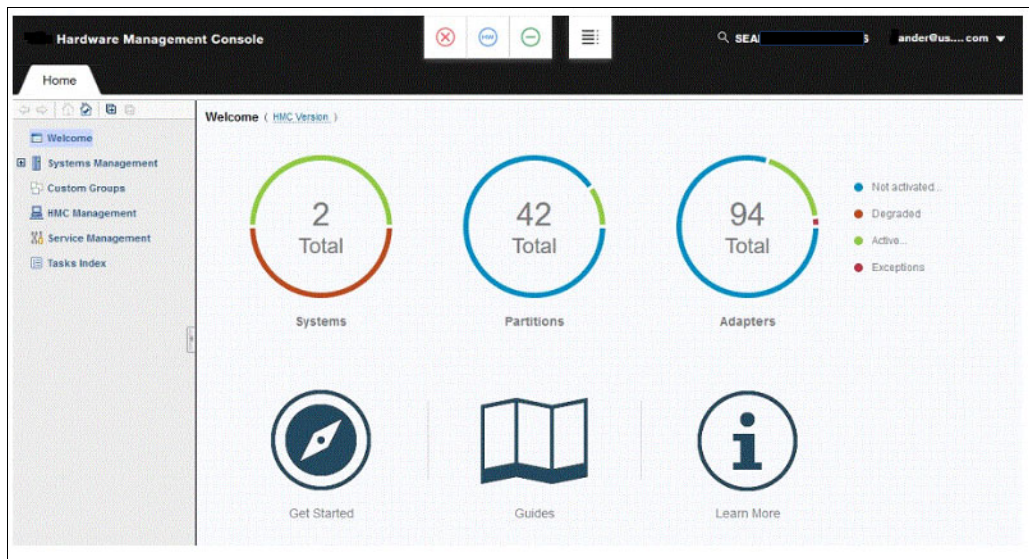 Hardware Management Console
HW
SEA
S ander@us....com
Home
Welcome ( HMC Version )
Welcome
Systems Management
Custom Groups
HMC Management
Service Management
Tasks Index
2
Total
Systems
42
Total
Partitions
94
Total
Adapters
Not activated...
Degraded
Active...
Exceptions
Get Started
Guides
Learn More